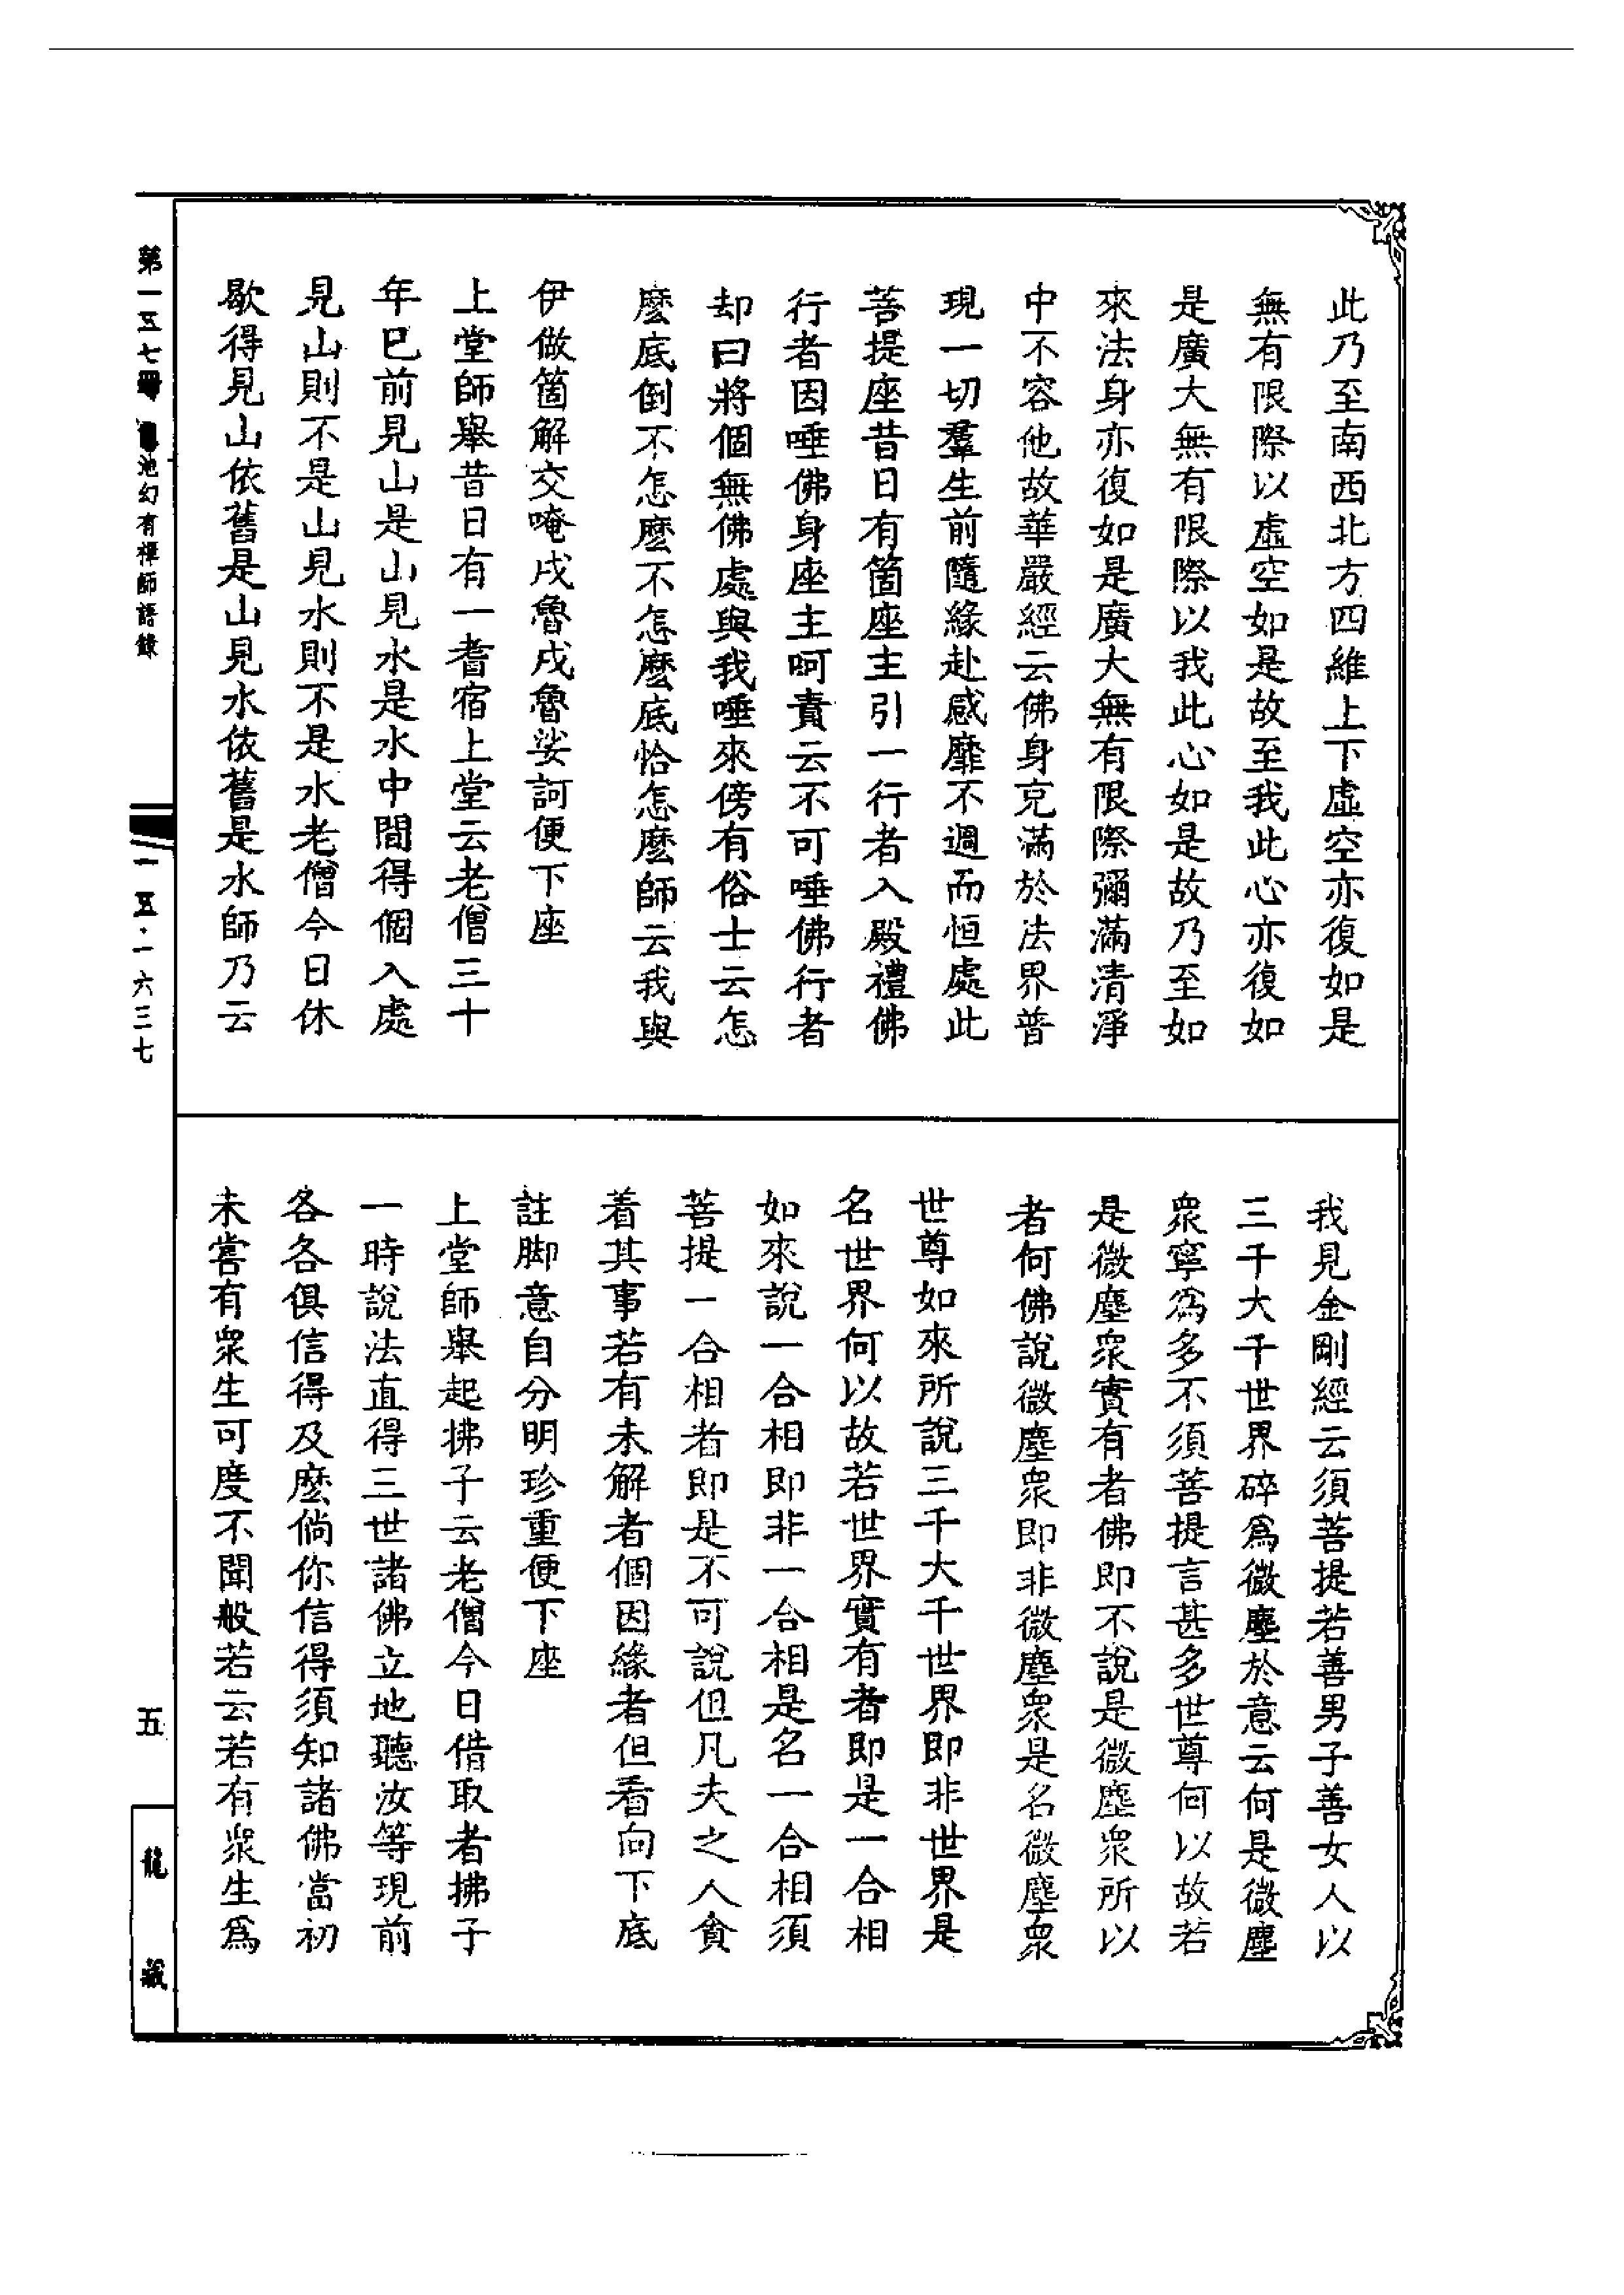 此乃至南西北方四維上下虛空亦復如是
無有限際以虛空如是故至我此心亦復如
是廣大無有限際以我此心如是故乃至如
來法身亦復如是廣大無有限際彌滿清淨
中不容他故華嚴經云佛身充滿於法界普
現一切羣生前隨緣赴感靡不週而恒處此
菩提座昔日有箇座主引一行者入殿禮佛
行者因唾佛身座主呵責云不可唾佛行者
却曰將個無佛處與我唾來傍有俗士云怎
麽底倒不怎麽不怎麽底恰怎麽師云我與
伊做箇解交唵戌魯戌魯娑訶便下座
上堂師舉昔日有一耆宿上堂云老僧三十
年已前見山是山見水是水中間得個入處
見山則不是山見水則不是水老僧今日休
歇得見山依舊是山見水依舊是水師乃云
我見金剛經云須菩提若善男子善女人以
三千大千世界碎爲微塵於意云何是微塵
衆寧爲多不須菩提言甚多世尊何以故若
是微塵衆實有者佛即不說是微塵衆所以
者何佛說微塵衆即非微塵衆是名微塵衆
世尊如來所說三千大千世界即非世界是
名世界何以故若世界實有者即是一合相
如來說一合相即非一合相是名一合相須
菩提一合相者即是不可說但凡夫之人貪
着其事若有未解者個因緣者但看向下底
註脚意自分明珍重便下座
上堂師舉起拂子云老僧今日借取者拂子
一時說法直得三世諸佛立地聽汝等現前
各各俱信得及麽倘你信得須知諸佛當初
未嘗有衆生可度不聞般若云若有衆生爲
第一五七冊
池幻有禪師語錄
一五·一六三七
五
龍藏